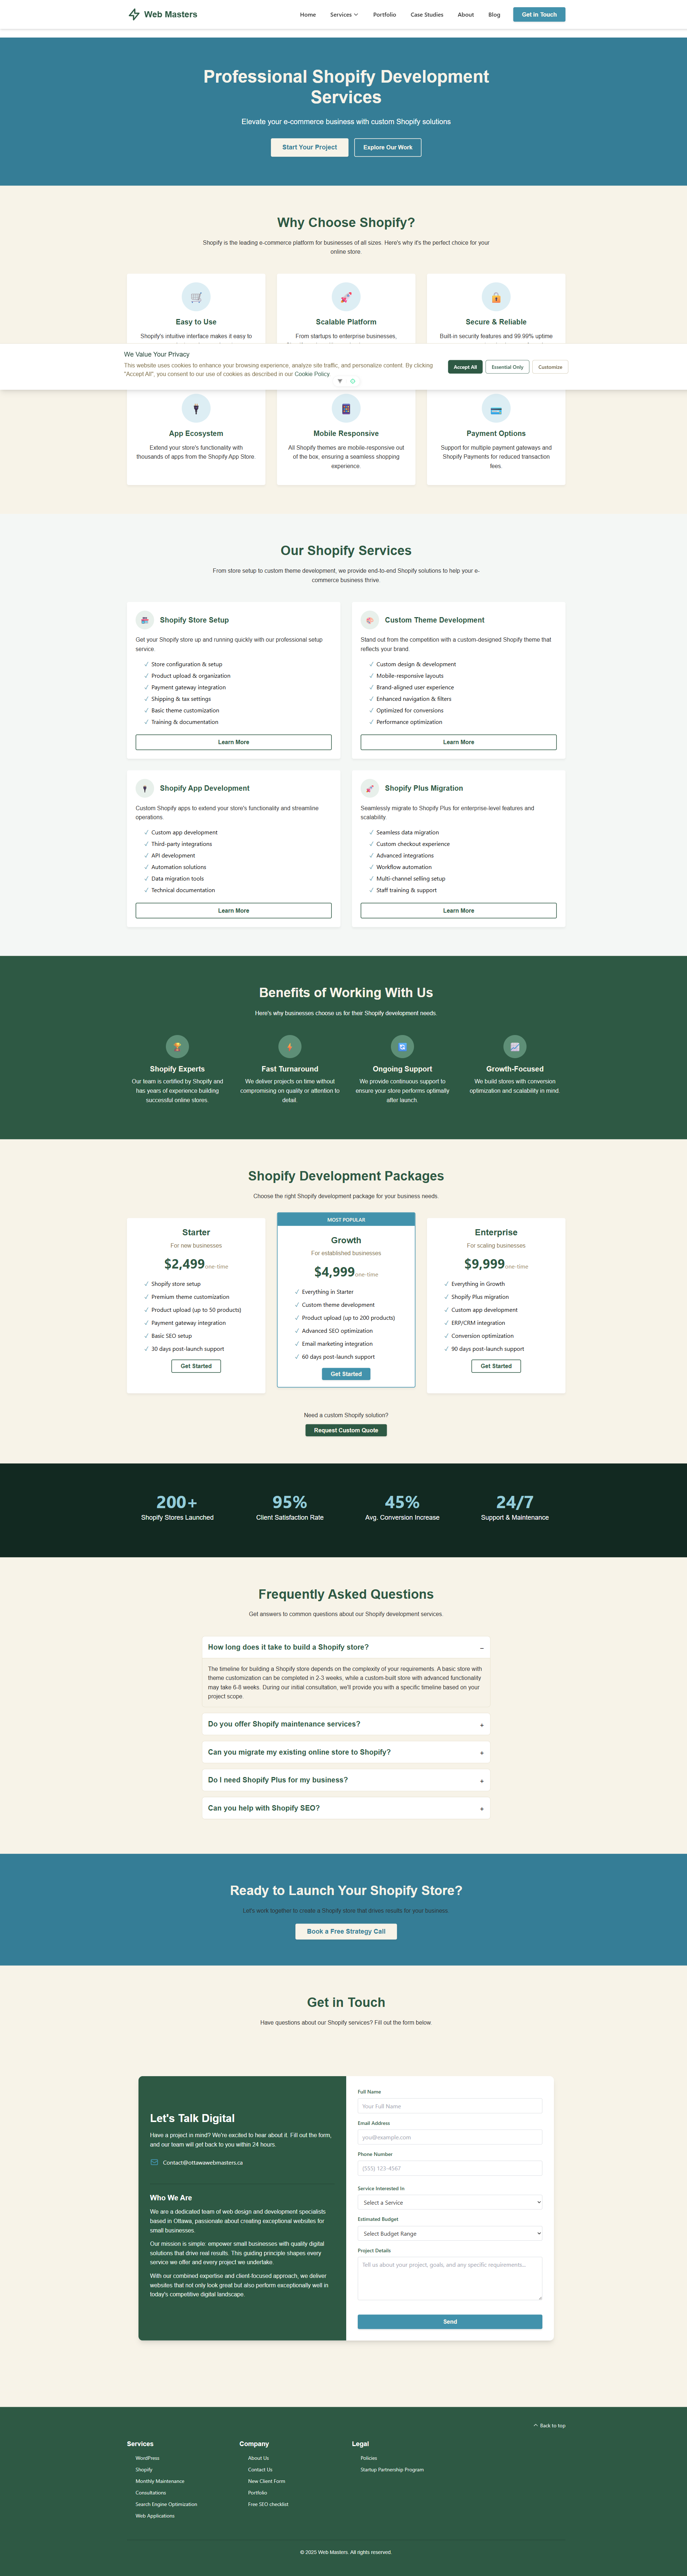 Web Masters
Home
Services
Portfolio
Case Studies
About
Blog
Get in Touch
Professional Shopify Development
Services
Elevate your e-commerce business with custom Shopify solutions
Start Your Project
Explore Our Work
Why Choose Shopify?
Shopify is the leading e-commerce platform for businesses of all sizes. Here's why it's the perfect choice for your
online store.
Easy to Use
Shopify's intuitive interface makes it easy to
Scalable Platform
From startups to enterprise businesses,
Secure & Reliable
Built-in security features and 99.99% uptime
We Value Your Privacy
This website uses cookies to enhance your browsing experience, analyze site traffic, and personalize content. By clicking
"Accept All", you consent to our use of cookies as described in our Cookie Policy.
Accept All
Essential Only
Customize
App Ecosystem
Extend your store's functionality with
thousands of apps from the Shopify App Store.
Mobile Responsive
All Shopify themes are mobile-responsive out
of the box, ensuring a seamless shopping
experience.
Payment Options
Support for multiple payment gateways and
Shopify Payments for reduced transaction
fees.
Our Shopify Services
From store setup to custom theme development, we provide end-to-end Shopify solutions to help your e-
commerce business thrive.
Shopify Store Setup
Get your Shopify store up and running quickly with our professional setup
service.
✓ Store configuration & setup
✓ Product upload & organization
✓ Payment gateway integration
✓ Shipping & tax settings
✓ Basic theme customization
✓ Training & documentation
Learn More
Custom Theme Development
Stand out from the competition with a custom-designed Shopify theme that
reflects your brand.
✓ Custom design & development
✓ Mobile-responsive layouts
✓ Brand-aligned user experience
✓ Enhanced navigation & filters
✓ Optimized for conversions
✓ Performance optimization
Learn More
Shopify App Development
Custom Shopify apps to extend your store's functionality and streamline
operations.
✓ Custom app development
✓ Third-party integrations
✓ API development
✓ Automation solutions
✓ Data migration tools
✓ Technical documentation
Learn More
Shopify Plus Migration
Seamlessly migrate to Shopify Plus for enterprise-level features and
scalability.
✓ Seamless data migration
✓ Custom checkout experience
✓ Advanced integrations
✓ Workflow automation
✓ Multi-channel selling setup
✓ Staff training & support
Learn More
Benefits of Working With Us
Here's why businesses choose us for their Shopify development needs.
Shopify Experts
Our team is certified by Shopify and
has years of experience building
successful online stores.
Fast Turnaround
We deliver projects on time without
compromising on quality or attention to
detail.
Ongoing Support
We provide continuous support to
ensure your store performs optimally
after launch.
Growth-Focused
We build stores with conversion
optimization and scalability in mind.
Shopify Development Packages
Choose the right Shopify development package for your business needs.
Starter
For new businesses
$2,499one-time
✓ Shopify store setup
✓ Premium theme customization
✓ Product upload (up to 50 products)
✓ Payment gateway integration
✓ Basic SEO setup
✓ 30 days post-launch support
Get Started
MOST POPULAR
Growth
For established businesses
$4,999one-time
✓ Everything in Starter
✓ Custom theme development
✓ Product upload (up to 200 products)
✓ Advanced SEO optimization
✓ Email marketing integration
✓ 60 days post-launch support
Get Started
Enterprise
For scaling businesses
$9,999one-time
✓ Everything in Growth
✓ Shopify Plus migration
✓ Custom app development
✓ ERP/CRM integration
✓ Conversion optimization
✓ 90 days post-launch support
Get Started
Need a custom Shopify solution?
Request Custom Quote
200+
Shopify Stores Launched
95%
Client Satisfaction Rate
45%
Avg. Conversion Increase
24/7
Support & Maintenance
Frequently Asked Questions
Get answers to common questions about our Shopify development services.
How long does it take to build a Shopify store? −
The timeline for building a Shopify store depends on the complexity of your requirements. A basic store with
theme customization can be completed in 2-3 weeks, while a custom-built store with advanced functionality
may take 6-8 weeks. During our initial consultation, we'll provide you with a specific timeline based on your
project scope.
Do you offer Shopify maintenance services? +
Can you migrate my existing online store to Shopify? +
Do I need Shopify Plus for my business? +
Can you help with Shopify SEO? +
Ready to Launch Your Shopify Store?
Let's work together to create a Shopify store that drives results for your business.
Book a Free Strategy Call
Get in Touch
Have questions about our Shopify services? Fill out the form below.
Let's Talk Digital
Have a project in mind? We're excited to hear about it. Fill out the form,
and our team will get back to you within 24 hours.
Contact@ottawawebmasters.ca
Who We Are
We are a dedicated team of web design and development specialists
based in Ottawa, passionate about creating exceptional websites for
small businesses.
Our mission is simple: empower small businesses with quality digital
solutions that drive real results. This guiding principle shapes every
service we offer and every project we undertake.
With our combined expertise and client-focused approach, we deliver
websites that not only look great but also perform exceptionally well in
today's competitive digital landscape.
Full Name
Your Full Name
Email Address
you@example.com
Phone Number
(555) 123-4567
Service Interested In
Select a Service
Estimated Budget
Select Budget Range
Project Details
Tell us about your project, goals, and any specific requirements...
Send
Back to top
Services
WordPress
Shopify
Monthly Maintenance
Consultations
Search Engine Optimization
Web Applications
Company
About Us
Contact Us
New Client Form
Portfolio
Free SEO checklist
Legal
Policies
Startup Partnership Program
© 2025 Web Masters. All rights reserved.